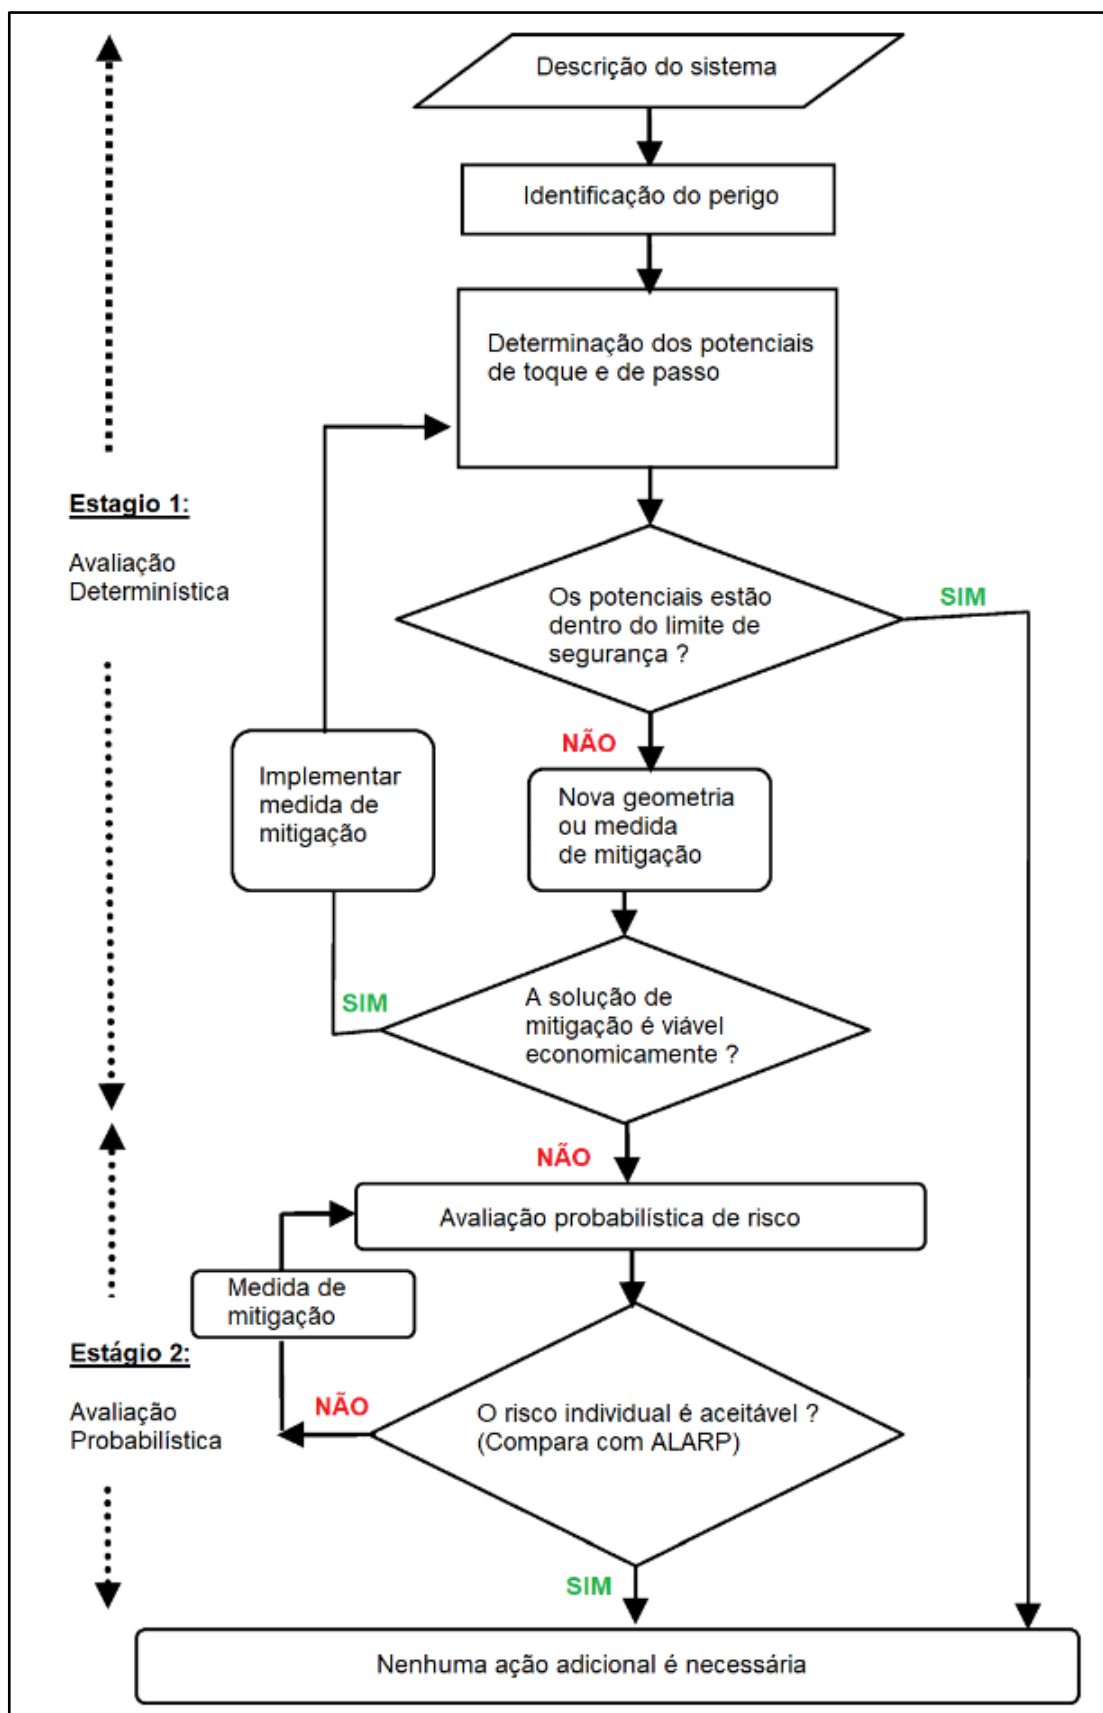 Descrição do sistema
Identificação do perigo
Determinação dos potenciais
de toque e de passo
Estagio 1:
Avaliação
Determinística
Os potenciais estão
dentro do limite de
segurança ?
SIM
NÃO
Implementar
medida de
mitigação
Nova geometria
ou medida
de mitigação
SIM
A solução de
mitigação é viável
economicamente ?
NÃO
Avaliação probabilística de risco
Medida de
mitigação
Estágio 2:
Avaliação
Probabilística
NÃO
O risco individual é aceitável ?
(Compara com ALARP)
SIM
Nenhuma ação adicional é necessária